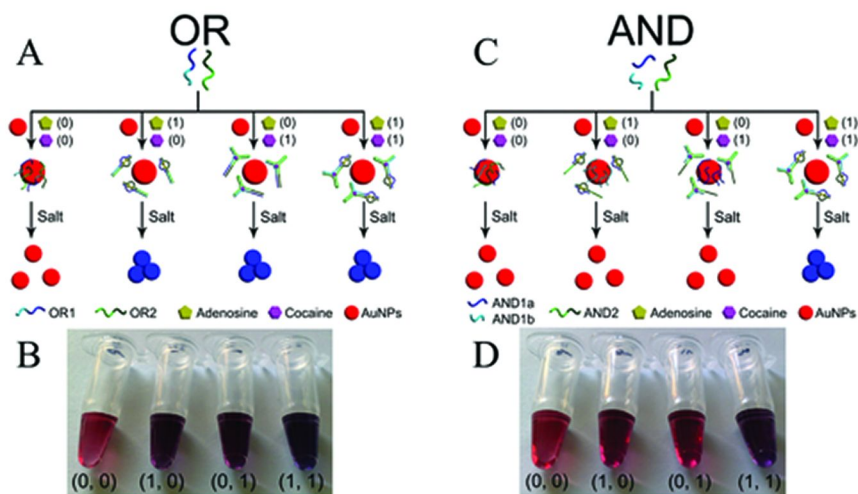 A
OR
(0) (1) (0) (1)
(0) (0) (1) (1)
Salt Salt Salt Salt
OR1 OR2 Adenosine Cocaine AuNPs
B
(0, 0) (1, 0) (0, 1) (1, 1)
C
AND
(0) (1) (0) (1)
(0) (0) (1) (1)
Salt Salt Salt Salt
AND1a
AND1b AND2 Adenosine Cocaine AuNPs
D
(0, 0) (1, 0) (0, 1) (1, 1)